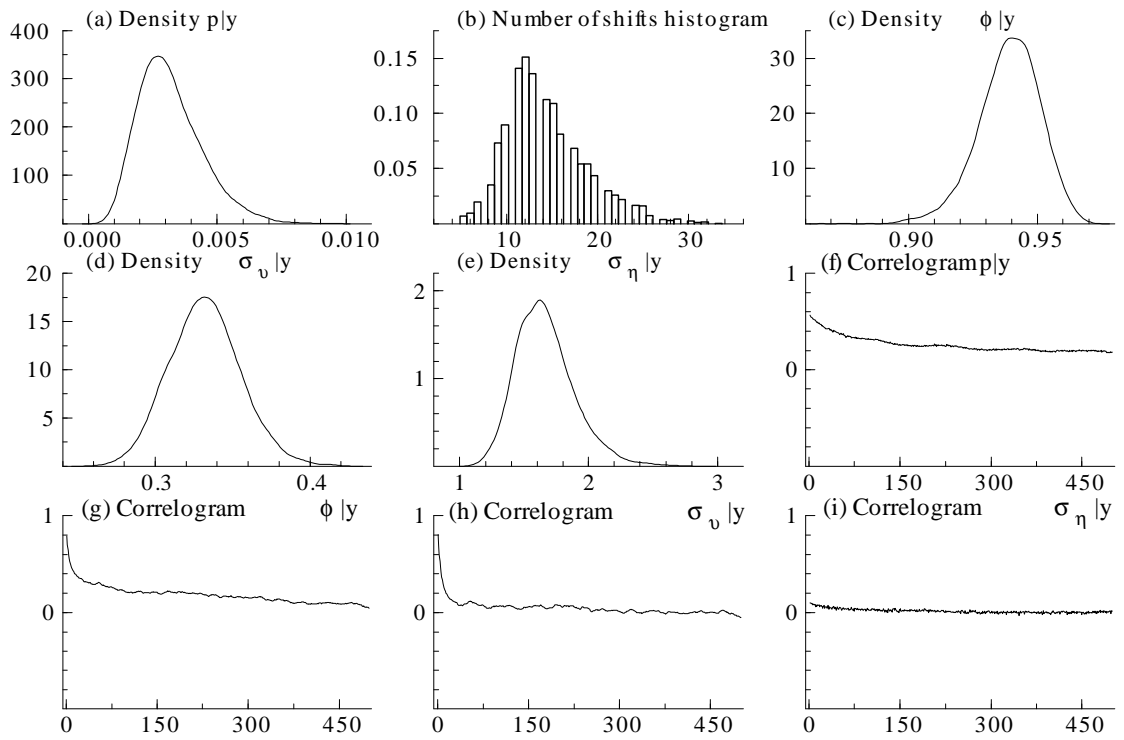 (a) Density p|y
(b) Number of shifts histogram
(c) Density ϕ|y
400
300
200
100
0.000 0.005 0.010
0.15
0.10
0.05
10 20 30
30
20
10
0.90 0.95
(d) Density σ_υ|y
(e) Density σ_η|y
(f) Correlogram p|y
20
15
10
5
0.3 0.4
2
1
1 2 3
1
0
0 150 300 450
(g) Correlogram ϕ|y
(h) Correlogram σ_υ|y
(i) Correlogram σ_η|y
1
0
0 150 300 450
1
0
0 150 300 450
1
0
0 150 300 450